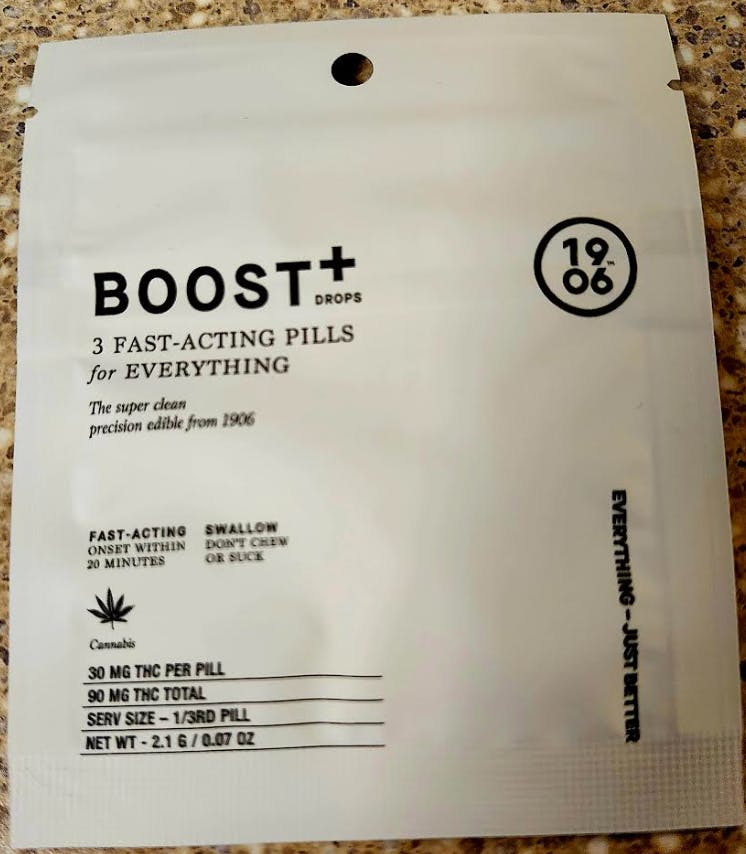 BOOST+
DROPS
19
06
™
3 FAST-ACTING PILLS
for EVERYTHING
The super clean
precision edible from 1906
FAST-ACTING
ONSET WITHIN
20 MINUTES
SWALLOW
DON'T CHEW
OR SUCK
Cannabis
30 MG THC PER PILL
90 MG THC TOTAL
SERV SIZE – 1/3RD PILL
NET WT - 2.1 G / 0.07 OZ
EVERYTHING – JUST BETTER